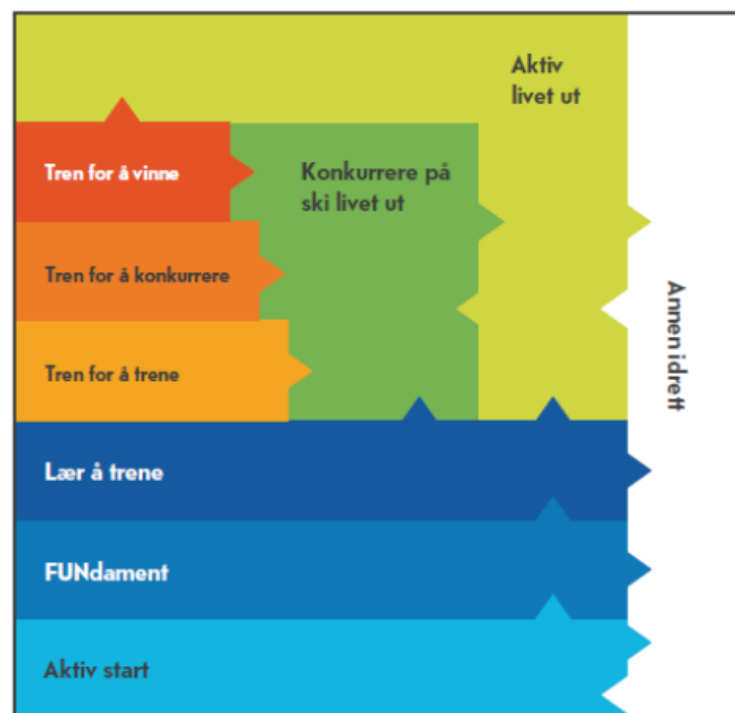 Aktiv
livet ut
Tren for å vinne
Konkurrere på
ski livet ut
Tren for å konkurrere
Annen idrett
Tren for å trene
Lær å trene
FUNdament
Aktiv start